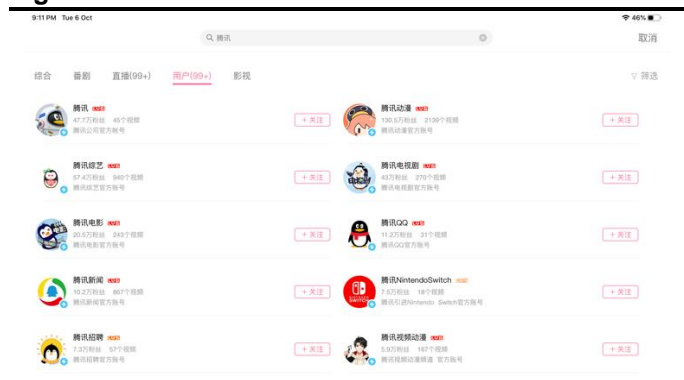 9:11 PM Tue 6 Oct
46%
腾讯
取消
综合 番剧 直播(99+) 用户(99+) 影视
筛选
腾讯
47.7万粉丝 45个视频
腾讯公司官方账号
+ 关注
腾讯动漫
130.5万粉丝 2139个视频
腾讯动漫官方账号
+ 关注
腾讯综艺
57.4万粉丝 940个视频
腾讯综艺官方账号
+ 关注
腾讯电视剧
43万粉丝 270个视频
腾讯电视剧官方账号
+ 关注
腾讯电影
20.5万粉丝 243个视频
腾讯电影官方账号
+ 关注
腾讯QQ
11.2万粉丝 31个视频
腾讯QQ官方账号
+ 关注
腾讯新闻
10.2万粉丝 807个视频
腾讯新闻官方账号
+ 关注
腾讯NintendoSwitch
7.5万粉丝 18个视频
腾讯引进Nintendo Switch官方账号
+ 关注
腾讯招聘
7.3万粉丝 57个视频
腾讯招聘官方账号
+ 关注
腾讯视频动漫
5.9万粉丝 167个视频
腾讯视频动漫频道 官方账号
+ 关注